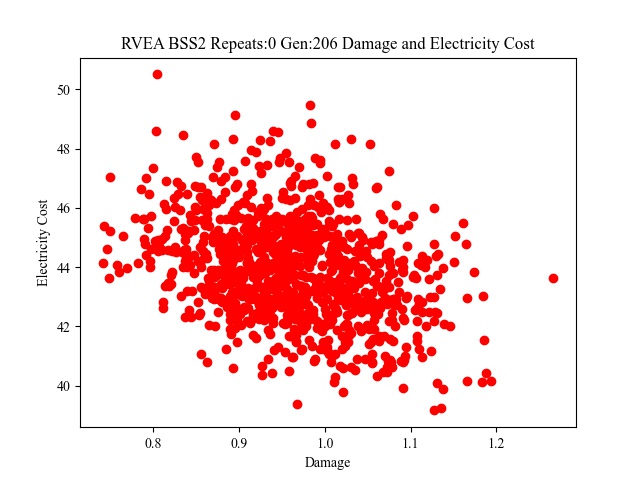 RVEA BSS2 Repeats:0 Gen:206 Damage and Electricity Cost
50
48
46
44
42
40
Electricity Cost
0.8 0.9 1.0 1.1 1.2
Damage